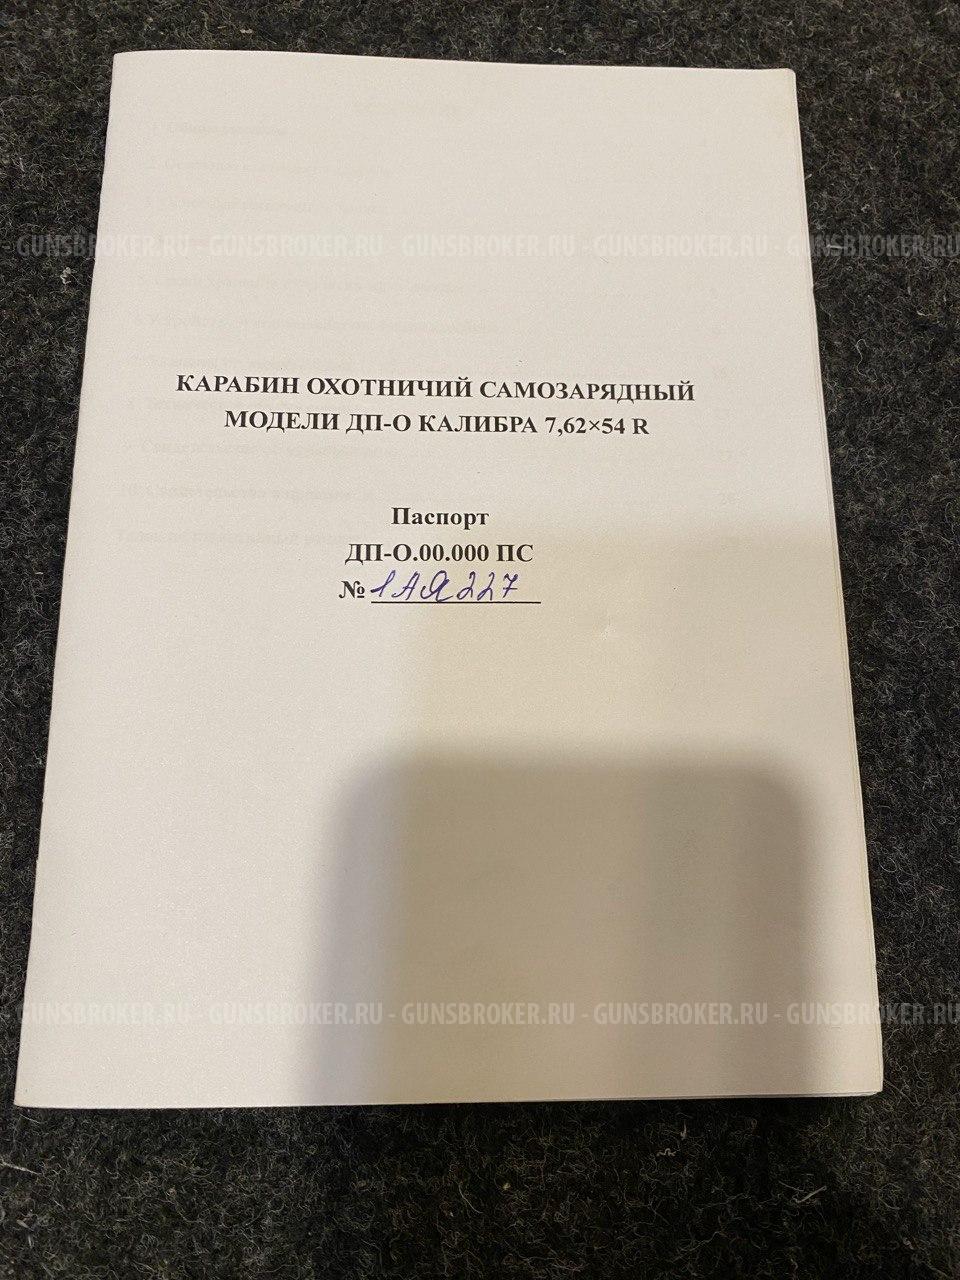 GUNSBROKER.RU - GUNSBROKER.RU - GUNSBROKER.RU - GUNSBROKER.RU - GUNSBROKER.RU
КАРАБИН ОХОТНИЧИЙ САМОЗАРЯДНЫЙ
МОДЕЛИ ДП-О КАЛИБРА 7,62×54 R
Паспорт
ДП-О.00.000 ПС
№ 1АЯ227
GUNSBROKER.RU - GUNSBROKER.RU - GUNSBROKER.RU - GUNSBROKER.RU - GUNSBROKER.RU